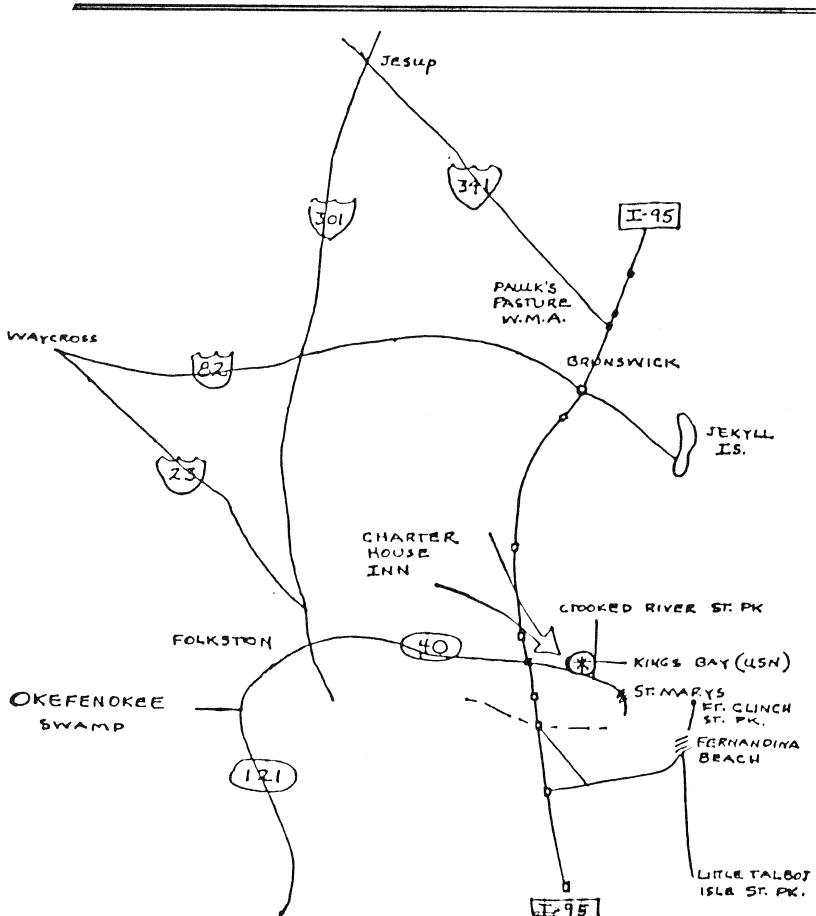 Jesup
341
301
I-95
PAULK'S
PASTURE
W.M.A.
WAYCROSS
82
BRUNSWICK
JEKYLL
IS.
23
CHARTER
HOUSE
INN
CROOKED RIVER ST. PK
FOLKSTON
40
KINGS BAY (USN)
ST. MARYS
OKEFENOKEE
SWAMP
FT. CLINCH
ST. PK.
FERNANDINA
BEACH
121
LITTLE TALBOT
ISLE ST. PK.
I-95